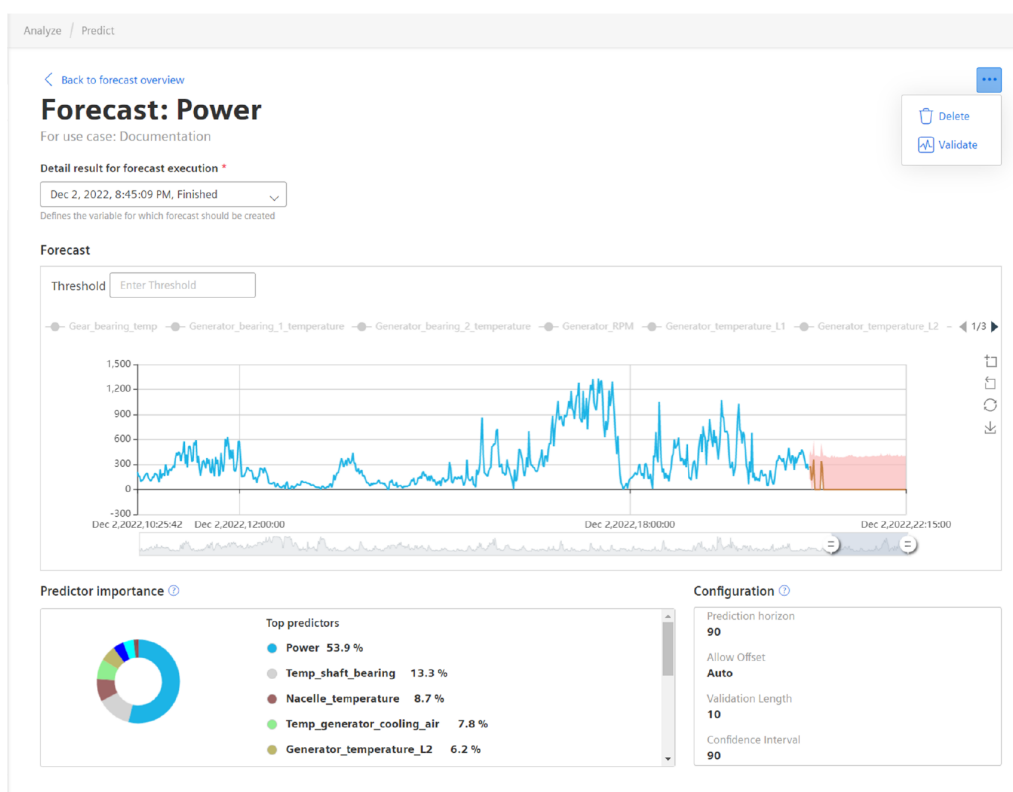 Analyze / Predict
Back to forecast overview
Forecast: Power
For use case: Documentation
Delete
Validate
Detail result for forecast execution *
Dec 2, 2022, 8:45:09 PM, Finished
Defines the variable for which forecast should be created
Forecast
Threshold Enter Threshold
Gear_bearing_temp Generator_bearing_1_temperature Generator_bearing_2_temperature Generator_RPM Generator_temperature_L1 Generator_temperature_L2 1/3
1,500
1,200
900
600
300
0
-300
Dec 2,2022,10:25:42 Dec 2,2022,12:00:00 Dec 2,2022,18:00:00 Dec 2,2022,22:15:00
Predictor importance ?
Top predictors
Power 53.9 %
Temp_shaft_bearing 13.3 %
Nacelle_temperature 8.7 %
Temp_generator_cooling_air 7.8 %
Generator_temperature_L2 6.2 %
Configuration ?
Prediction horizon
90
Allow Offset
Auto
Validation Length
10
Confidence Interval
90